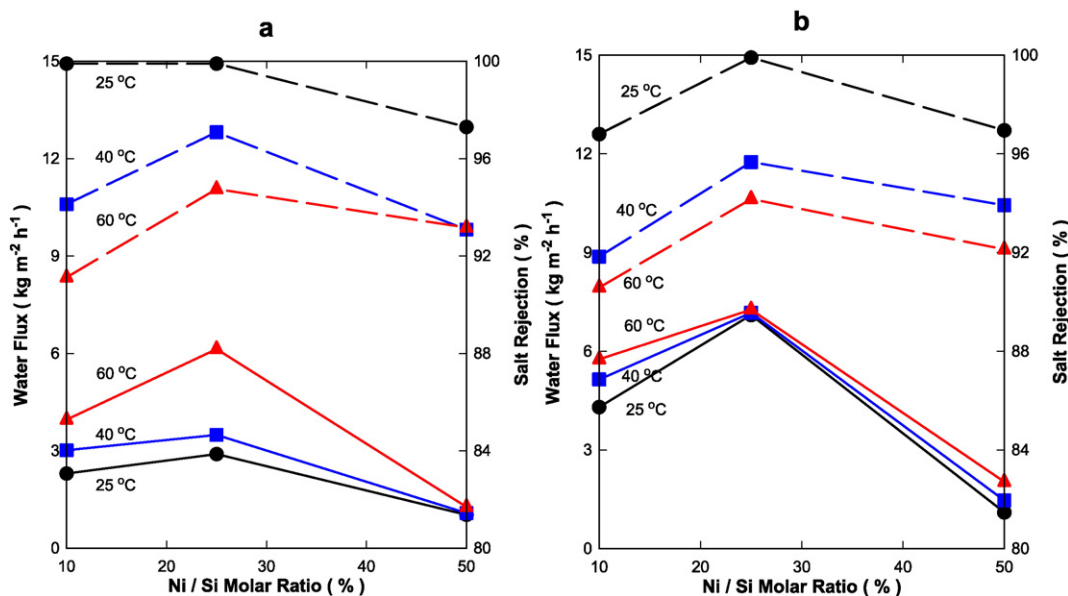 a
15
12
9
6
3
0
Water Flux ( kg m⁻² h⁻¹ )
25 °C
40 °C
60 °C
60 °C
40 °C
25 °C
100
96
92
88
84
80
Salt Rejection ( % )
10 20 30 40 50
Ni / Si Molar Ratio ( % )
b
15
12
9
6
3
0
Water Flux ( kg m⁻² h⁻¹ )
25 °C
40 °C
60 °C
60 °C
40 °C
25 °C
100
96
92
88
84
80
Salt Rejection ( % )
10 20 30 40 50
Ni / Si Molar Ratio ( % )